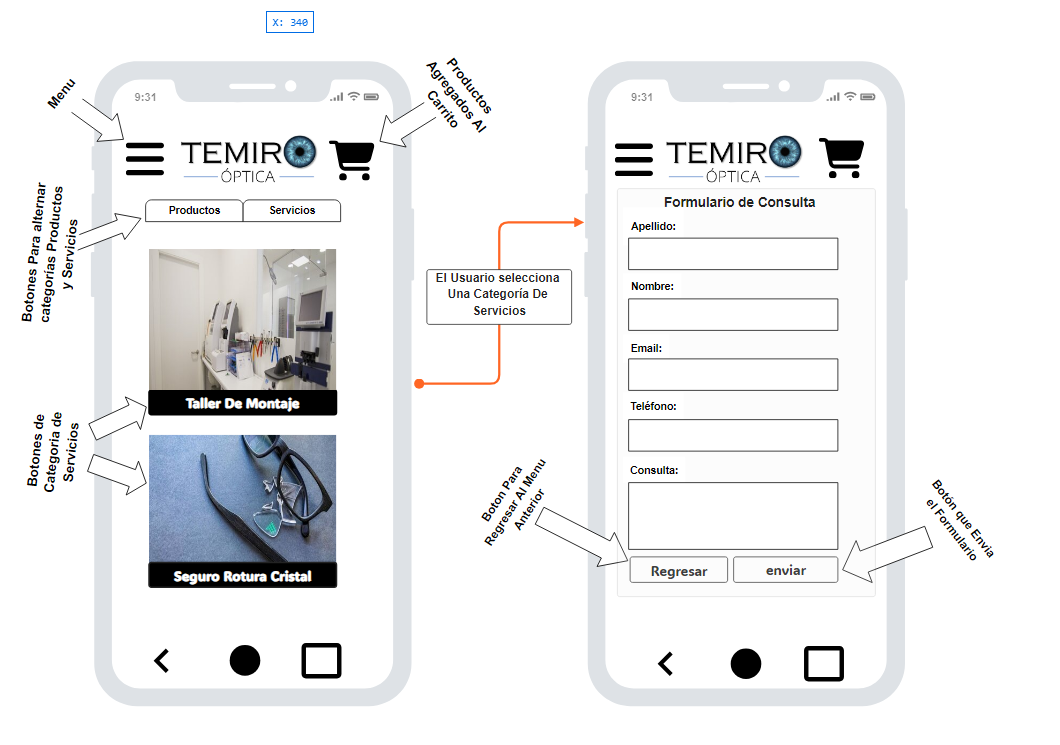 X: 340
Menu
Productos
Agregados Al
Carrito
9:31
TEMIRO
ÓPTICA
Productos
Servicios
Botones Para alternar
categorías Productos
y Servicios
Taller De Montaje
Botones de
Categoria de
Servicios
Seguro Rotura Cristal
El Usuario selecciona
Una Categoría De
Servicios
9:31
TEMIRO
ÓPTICA
Formulario de Consulta
Apellido:
Nombre:
Email:
Teléfono:
Consulta:
Regresar
enviar
Boton Para
Regresar Al Menu
Anterior
Botón que Envia
el Formulario